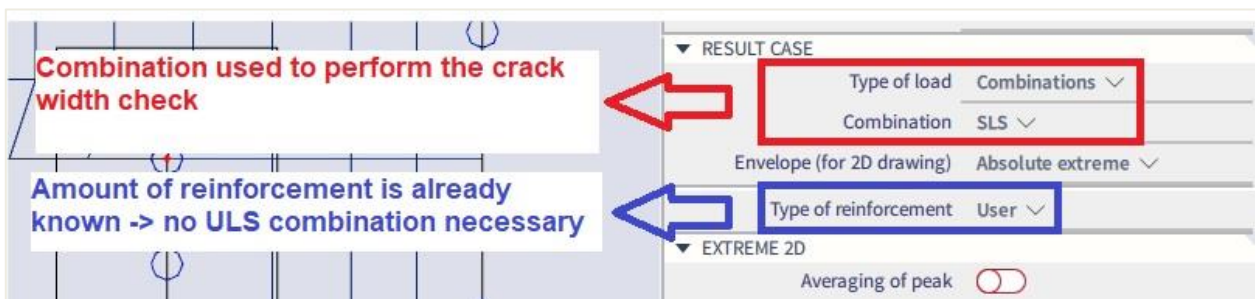 Combination used to perform the crack
width check
Amount of reinforcement is already
known -> no ULS combination necessary
RESULT CASE
Type of load Combinations
Combination SLS
Envelope (for 2D drawing) Absolute extreme
Type of reinforcement User
EXTREME 2D
Averaging of peak